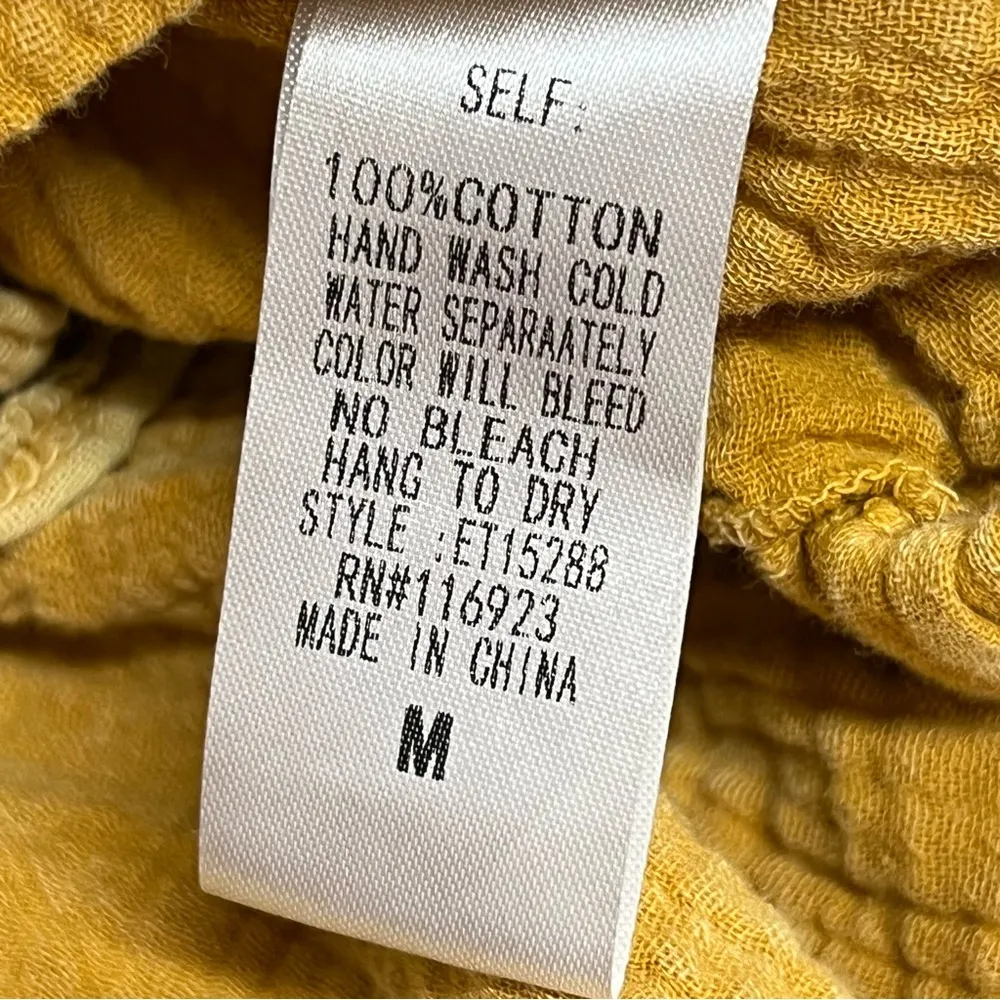 SELF:
100%COTTON
HAND WASH COLD
WATER SEPARAATELY
COLOR WILL BLEED
NO BLEACH
HANG TO DRY
STYLE :ET15288
RN#116923
MADE IN CHINA
M